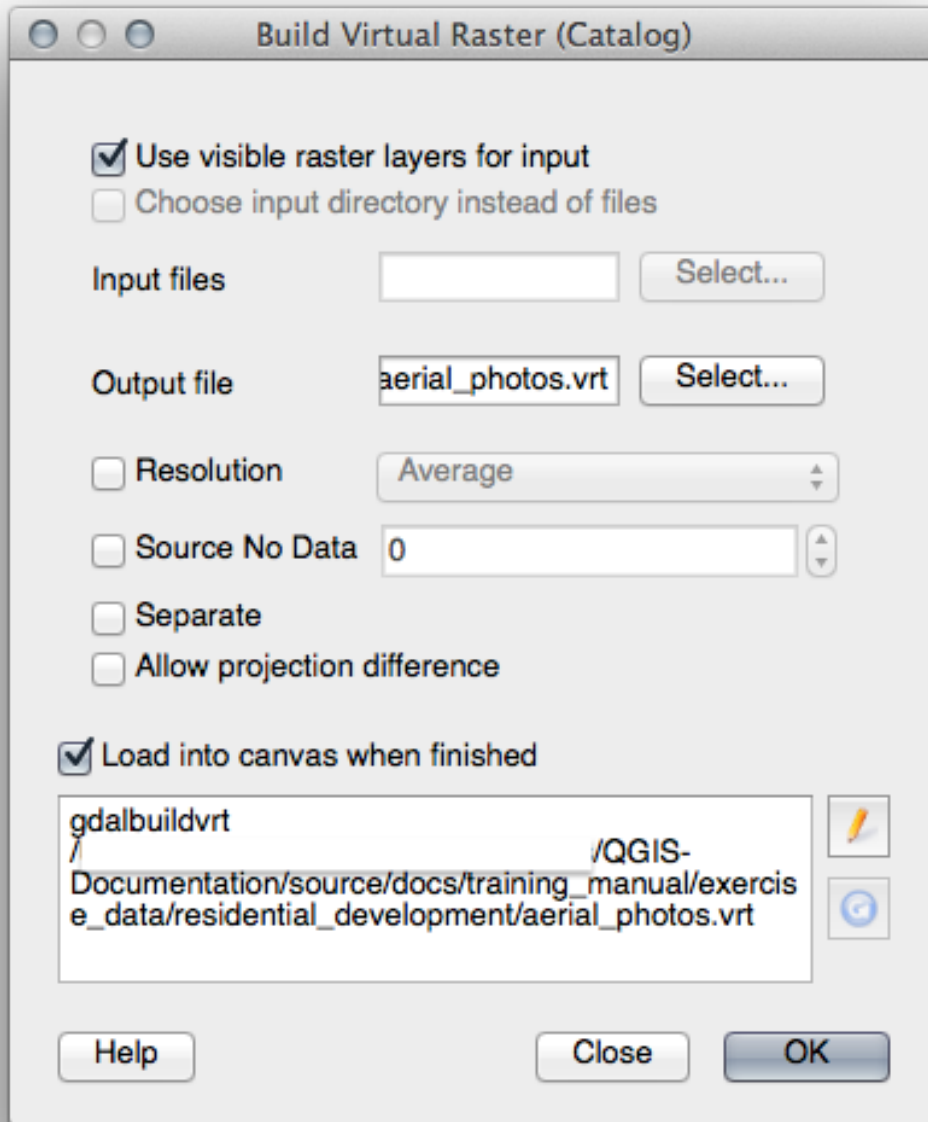 Build Virtual Raster (Catalog)
Use visible raster layers for input
Choose input directory instead of files
Input files
Select...
Output file
aerial_photos.vrt
Select...
Resolution
Average
Source No Data
0
Separate
Allow projection difference
Load into canvas when finished
gdalbuildvrt
/ /QGIS-
Documentation/source/docs/training_manual/exercis
e_data/residential_development/aerial_photos.vrt
Help
Close
OK